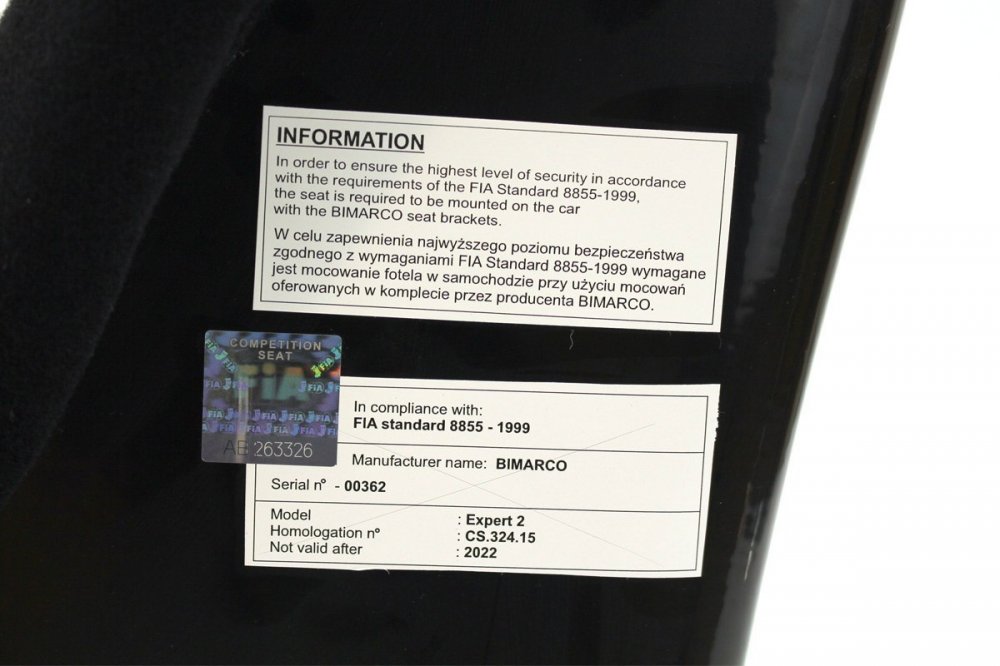 INFORMATION
In order to ensure the highest level of security in accordance
with the requirements of the FIA Standard 8855-1999,
the seat is required to be mounted on the car
with the BIMARCO seat brackets.
W celu zapewnienia najwyższego poziomu bezpieczeństwa
zgodnego z wymaganiami FIA Standard 8855-1999 wymagane
jest mocowanie fotela w samochodzie przy użyciu mocowań
oferowanych w komplecie przez producenta BIMARCO.
COMPETITION
SEAT
FIA
AB 263326
In compliance with:
FIA standard 8855 - 1999
Manufacturer name: BIMARCO
Serial nº - 00362
Model : Expert 2
Homologation nº : CS.324.15
Not valid after : 2022